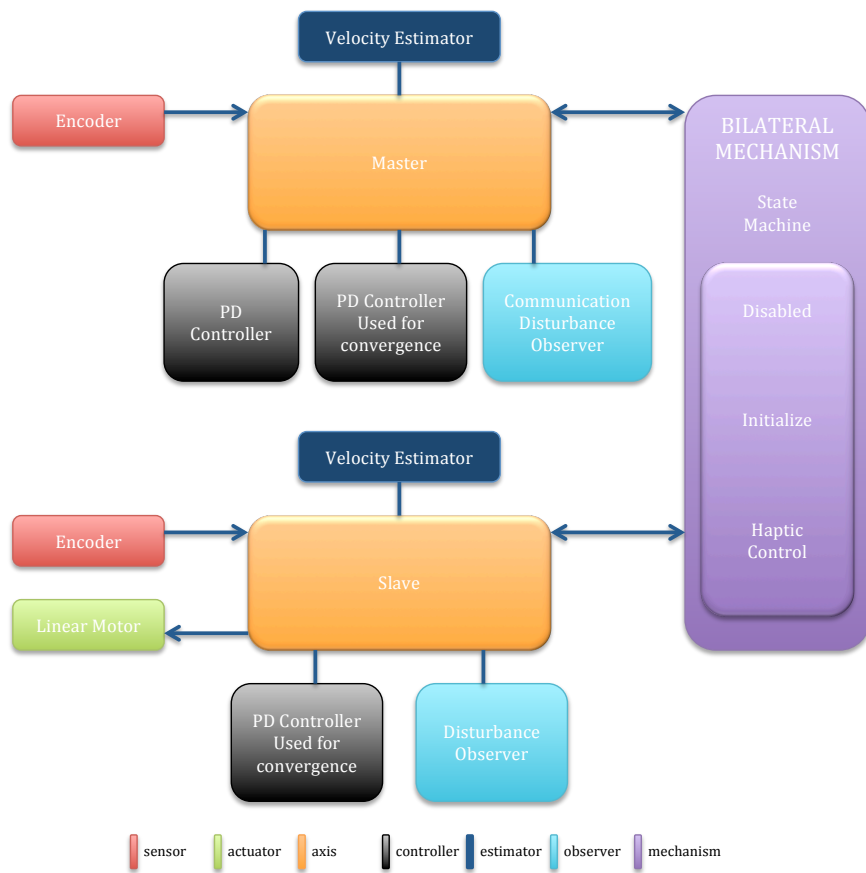 Velocity Estimator
Encoder
Master
PD
Controller
PD Controller
Used for
convergence
Communication
Disturbance
Observer
BILATERAL
MECHANISM
State
Machine
Disabled
Initialize
Haptic
Control
Velocity Estimator
Encoder
Slave
Linear Motor
PD Controller
Used for
convergence
Disturbance
Observer
sensor
actuator
axis
controller
estimator
observer
mechanism